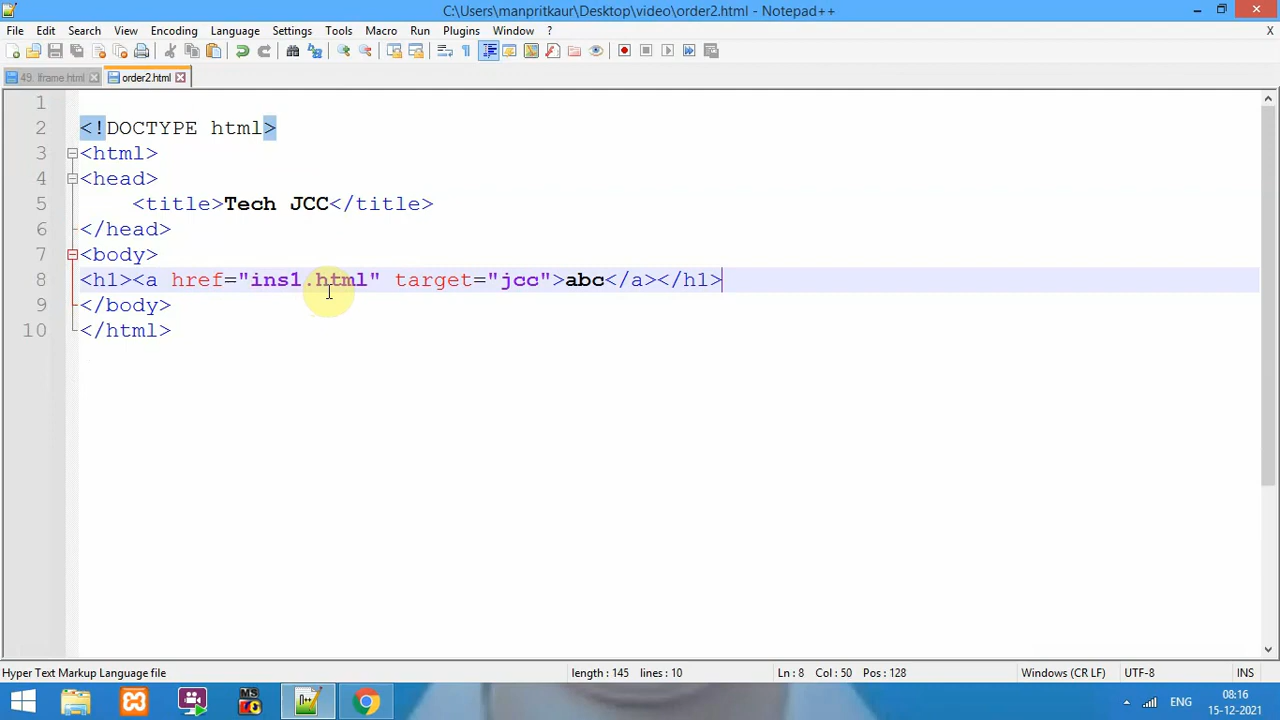 C:\Users\manpritkaur\Desktop\video\order2.html - Notepad++
File Edit Search View Encoding Language Settings Tools Macro Run Plugins Window ? X
49. Iframe html order2.html
1
2 <!DOCTYPE html>
3 <html>
4 <head>
5 <title>Tech JCC</title>
6 </head>
7 <body>
8 <h1><a href="ins1.html" target="jcc">abc</a></h1>
9 </body>
10 </html>
Hyper Text Markup Language file length : 145 lines : 10 Ln : 8 Col : 50 Pos : 128 Windows (CR LF) UTF-8 INS
MS ENG 08:16
15-12-2021